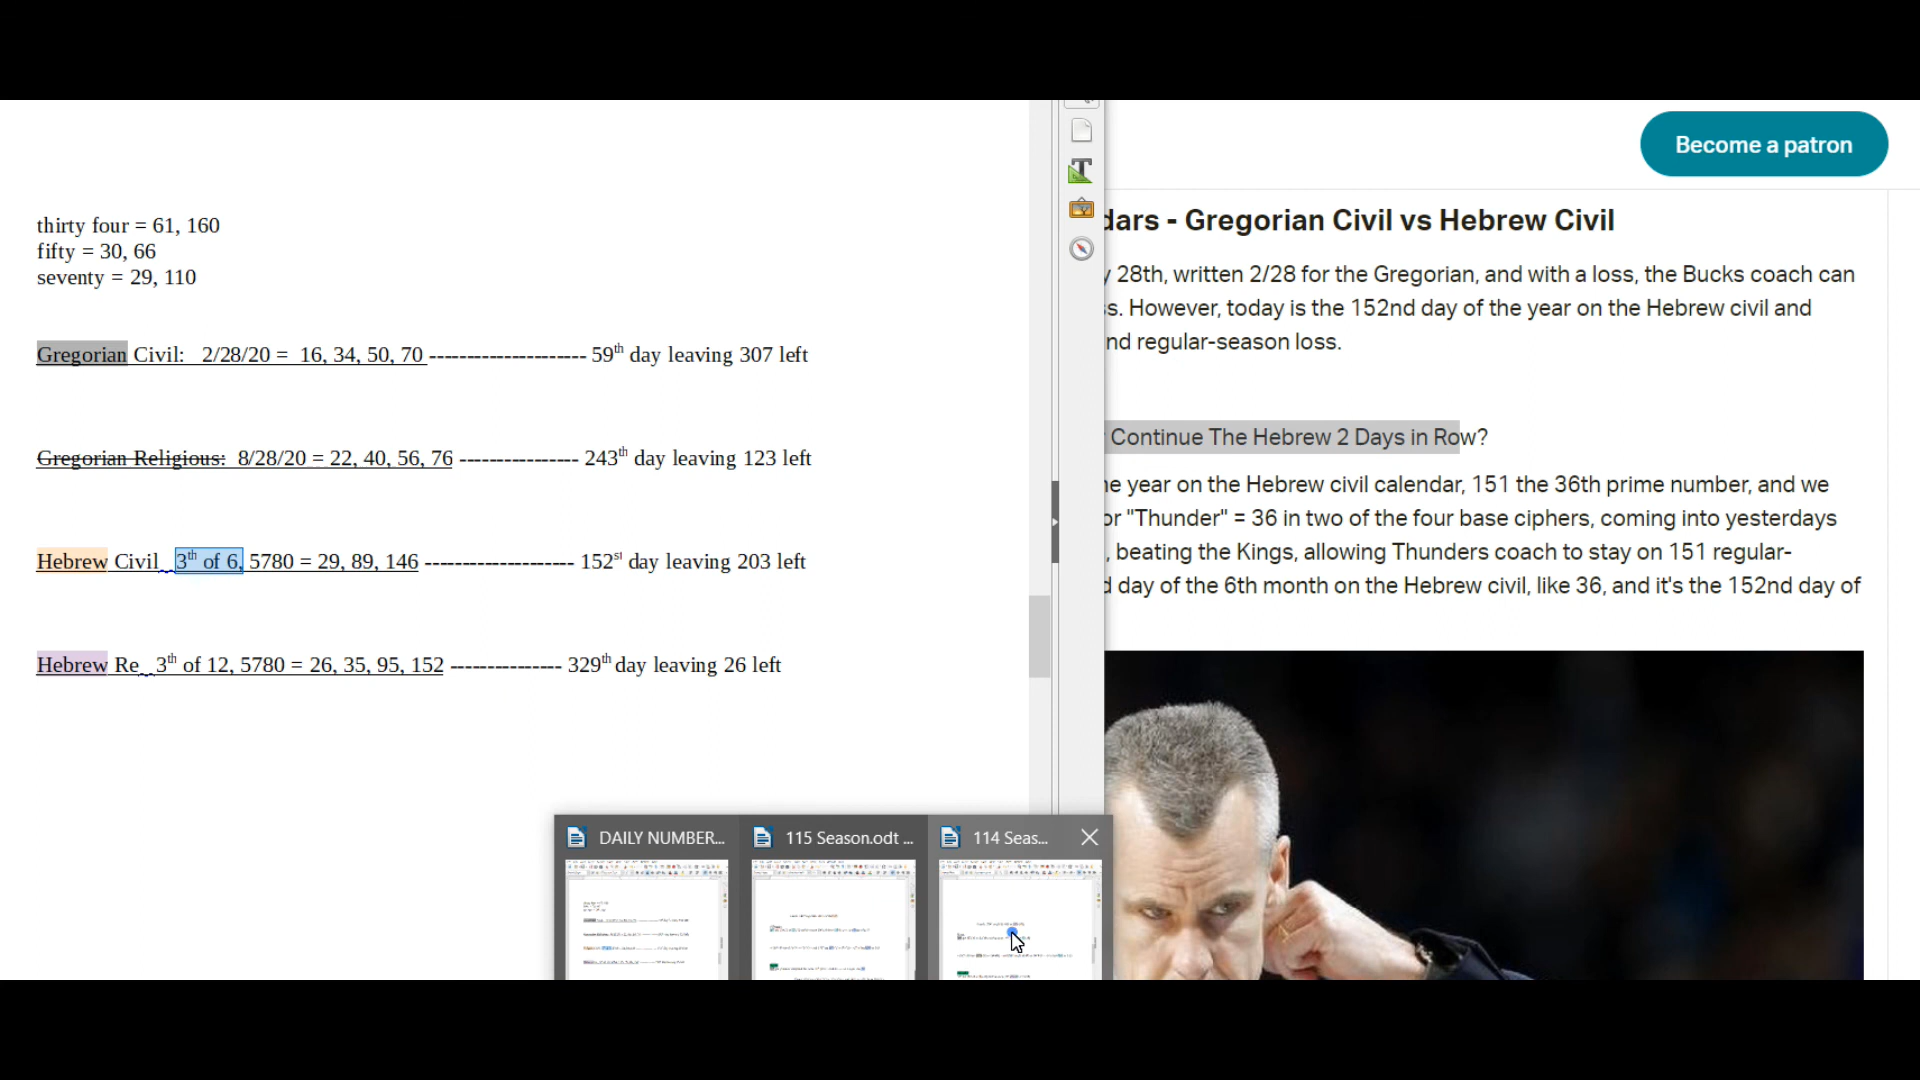 thirty four = 61, 160
fifty = 30, 66
seventy = 29, 110
Gregorian Civil: 2/28/20 = 16, 34, 50, 70 --------------------- 59th day leaving 307 left
Gregorian Religious: 8/28/20 = 22, 40, 56, 76 ---------------- 243th day leaving 123 left
Hebrew Civil 3th of 6, 5780 = 29, 89, 146 -------------------- 152st day leaving 203 left
Hebrew Re 3th of 12, 5780 = 26, 35, 95, 152 --------------- 329th day leaving 26 left
DAILY NUMBER...
115 Season.odt ...
114 Seas...
Become a patron
dars - Gregorian Civil vs Hebrew Civil
y 28th, written 2/28 for the Gregorian, and with a loss, the Bucks coach can
s. However, today is the 152nd day of the year on the Hebrew civil and
nd regular-season loss.
Continue The Hebrew 2 Days in Row?
he year on the Hebrew civil calendar, 151 the 36th prime number, and we
or "Thunder" = 36 in two of the four base ciphers, coming into yesterdays
, beating the Kings, allowing Thunders coach to stay on 151 regular-
d day of the 6th month on the Hebrew civil, like 36, and it's the 152nd day of